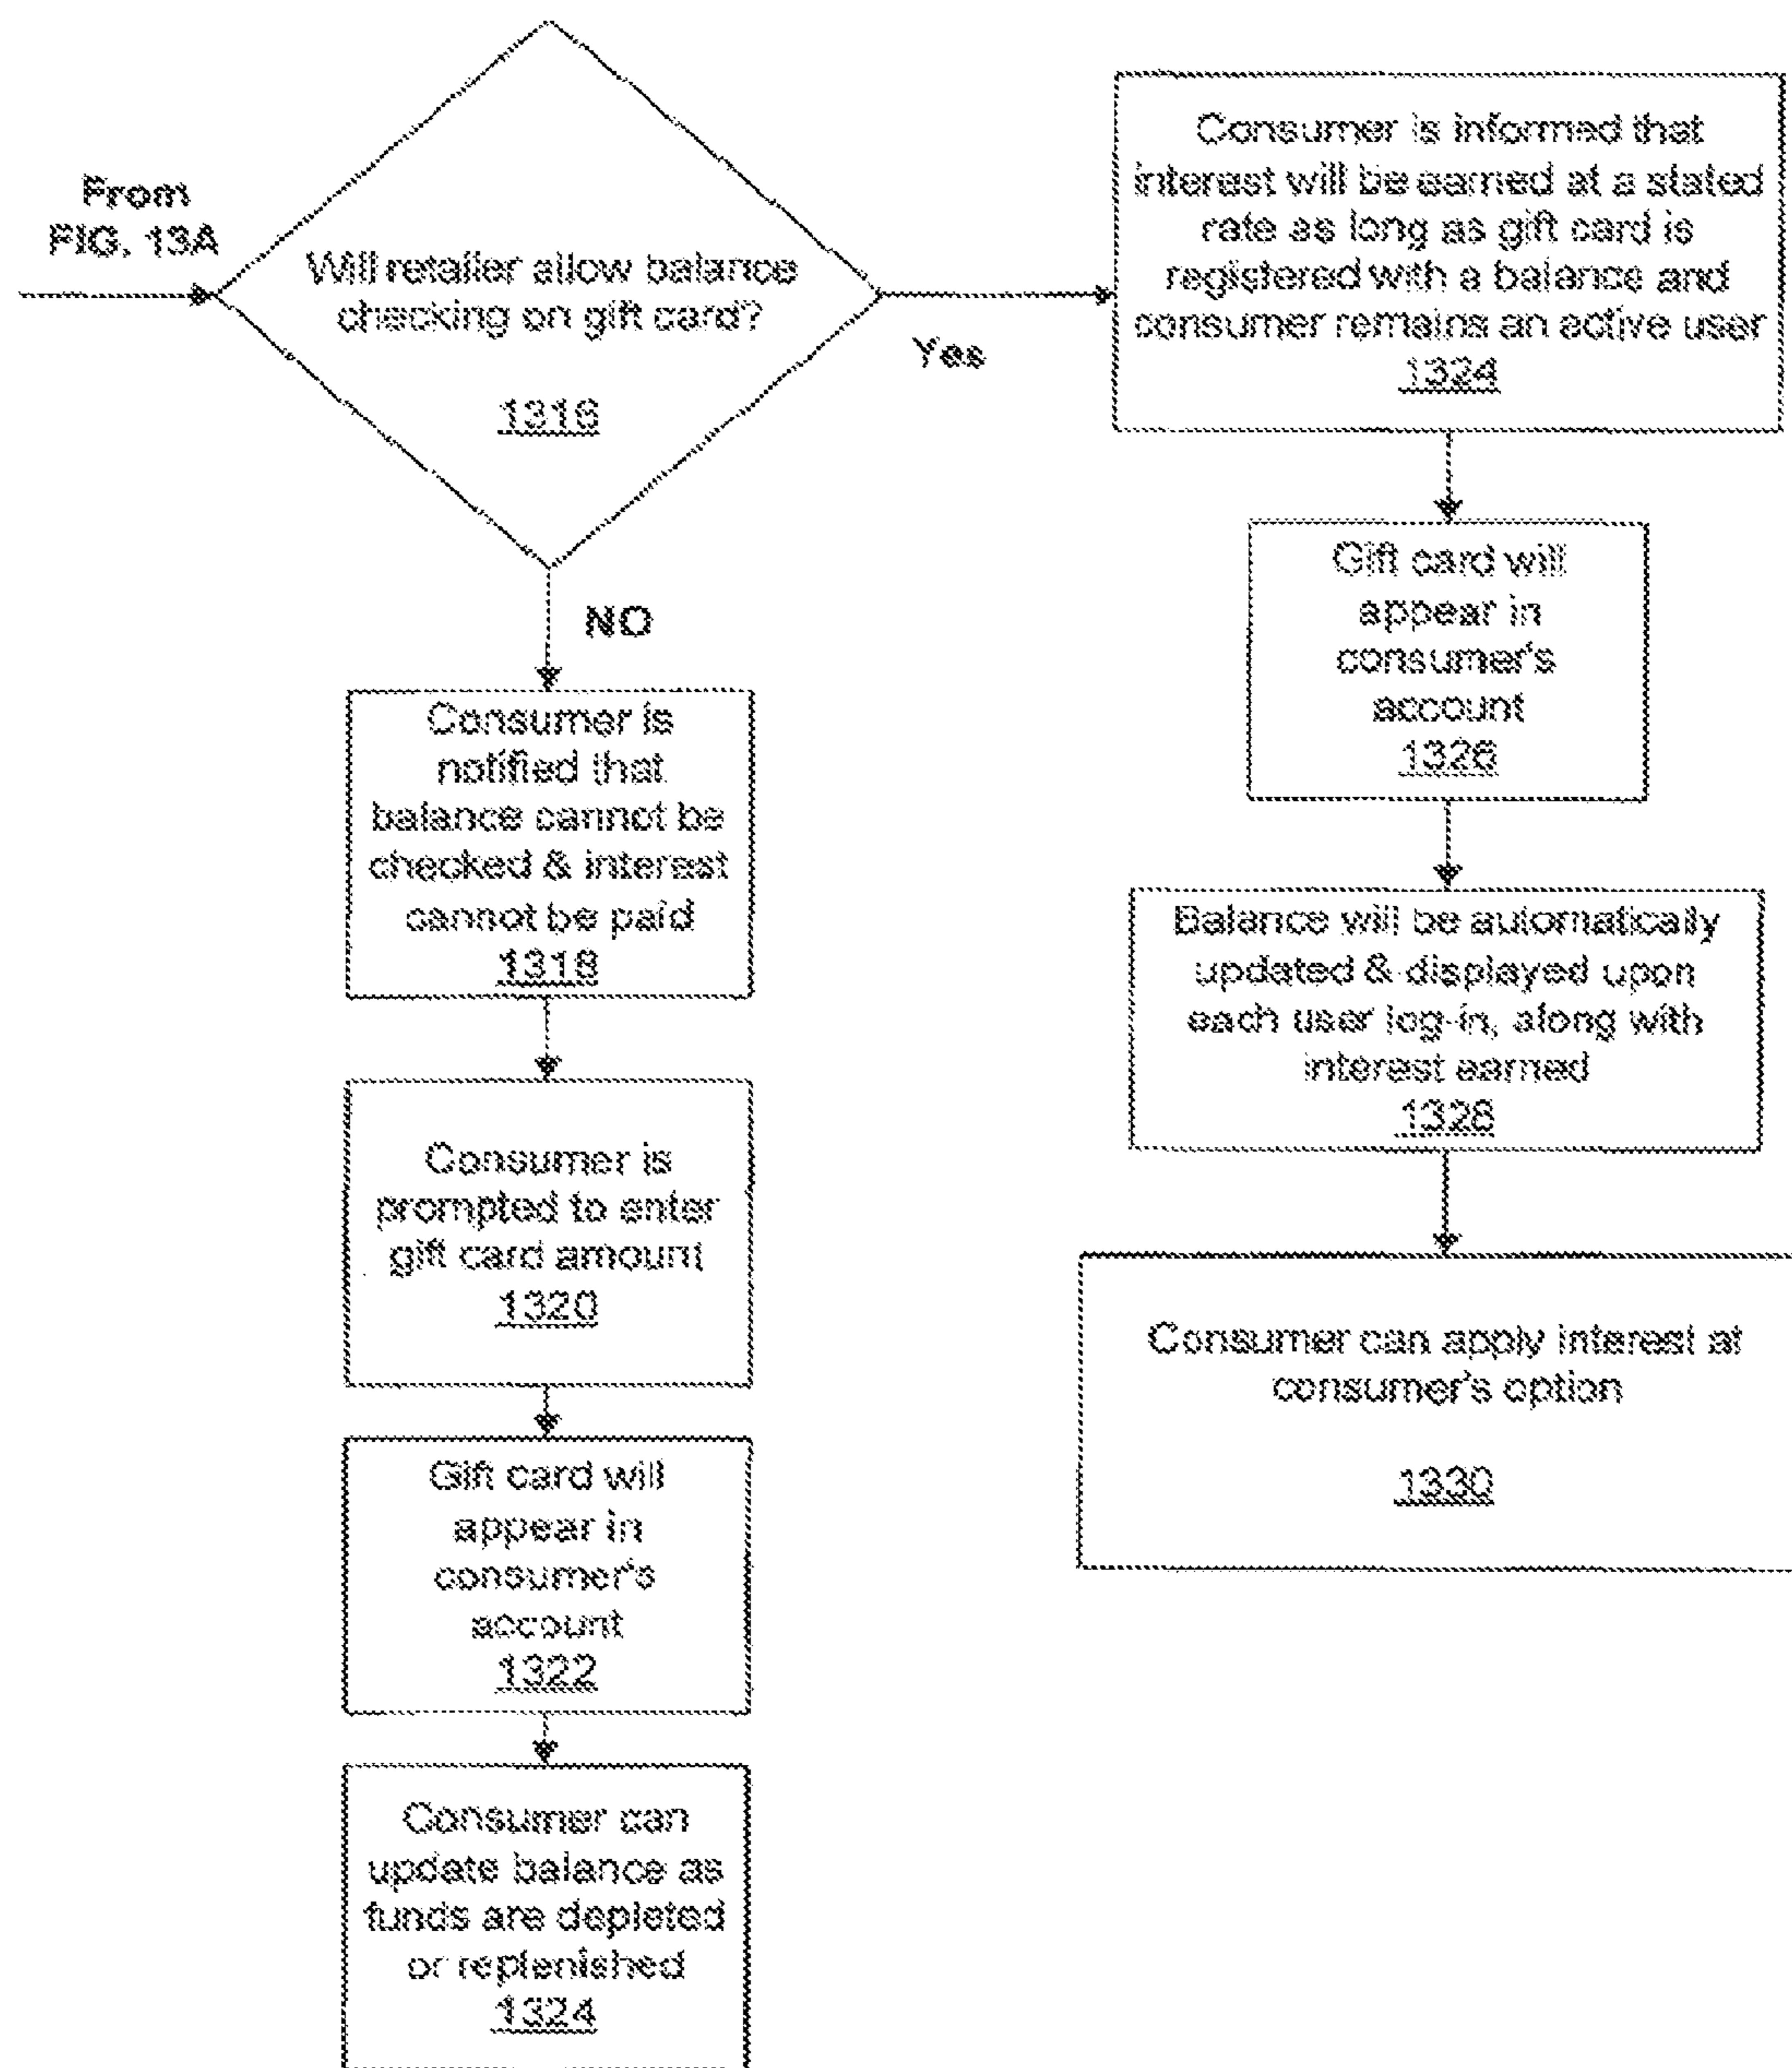 From
FIG. 13A
Will retailer allow balance
checking on gift card?
1316
Yes
NO
Consumer is
notified that
balance cannot be
checked & interest
cannot be paid
1318
Consumer is
prompted to enter
gift card amount
1320
Gift card will
appear in
consumer's
account
1322
Consumer can
update balance as
funds are depleted
or replenished
1324
Consumer is informed that
interest will be earned at a stated
rate as long as gift card is
registered with a balance and
consumer remains an active user
1324
Gift card will
appear in
consumer's
account
1326
Balance will be automatically
updated & displayed upon
each user log-in, along with
interest earned
1328
Consumer can apply interest at
consumer's option
1330